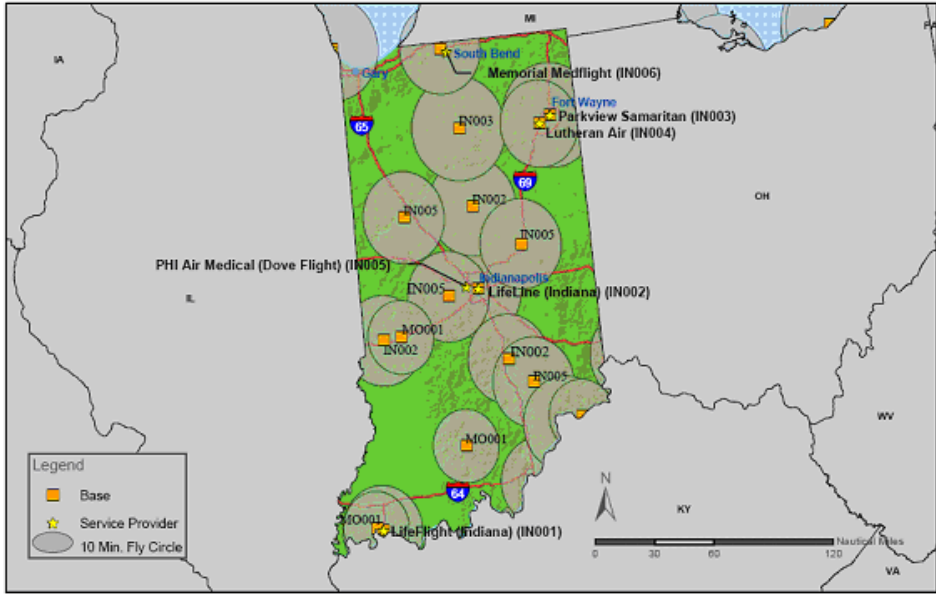 MI
PA
IA
South Bend
Gary
Memorial Medflight (IN006)
Fort Wayne
Parkview Samaritan (IN003)
65
IN003
Lutheran Air (IN004)
69
OH
IN002
IN005
IN005
PHI Air Medical (Dove Flight) (IN005)
Indianapolis
IN005
LifeLine (Indiana) (IN002)
IL
MO001
IN002
IN002
IN005
WV
MO001
Legend
Base
Service Provider
10 Min. Fly Circle
64
N
KY
MO001
LifeFlight (Indiana) (IN001)
Nautical Miles
0 30 60 120
VA